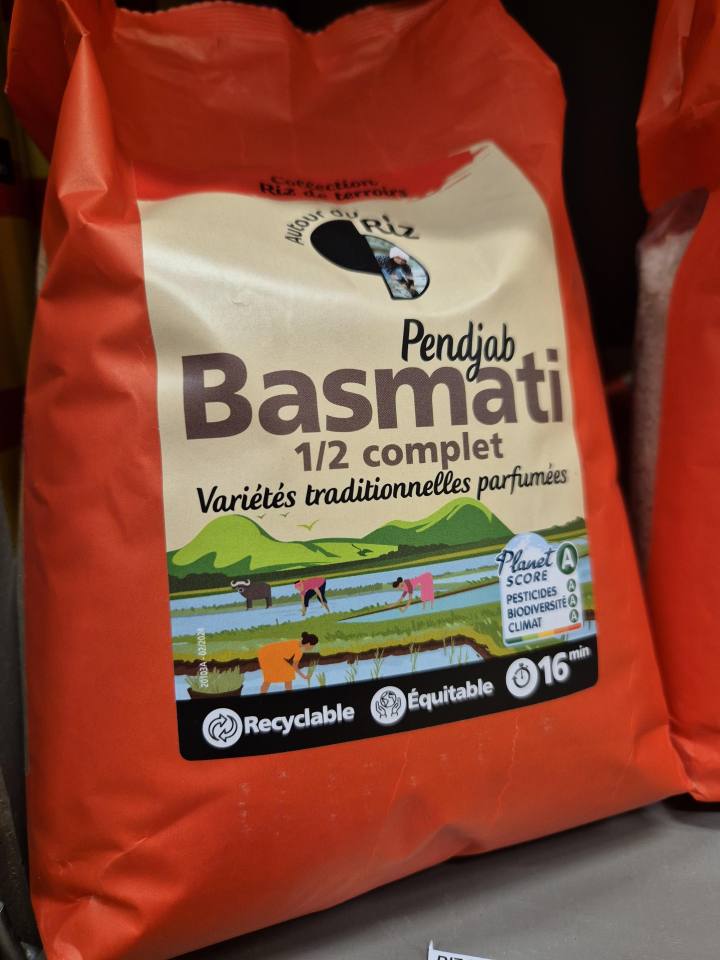 Collection
Riz de terroirs
Autour du Riz
Pendjab
Basmati
1/2 complet
Variétés traditionnelles parfumées
Planet
SCORE
A
PESTICIDES A
BIODIVERSITÉ A
CLIMAT A
Recyclable
Équitable
16 min